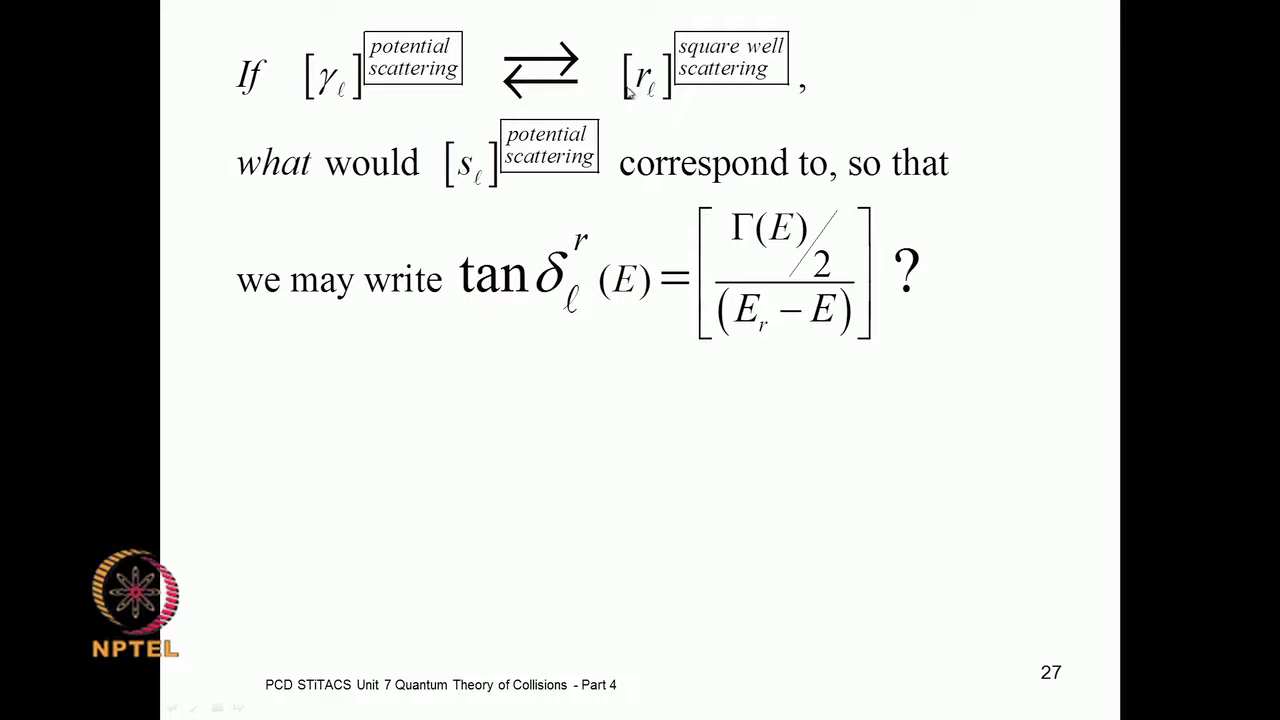 If [γ_ℓ]^{potential scattering} ⇄ [r_ℓ]^{square well scattering} ,
what would [s_ℓ]^{potential scattering} correspond to, so that
we may write tan δ_ℓ^r (E) = [ (Γ(E)/2) / (E_r − E) ] ?
NPTEL
27
PCD STiTACS Unit 7 Quantum Theory of Collisions - Part 4